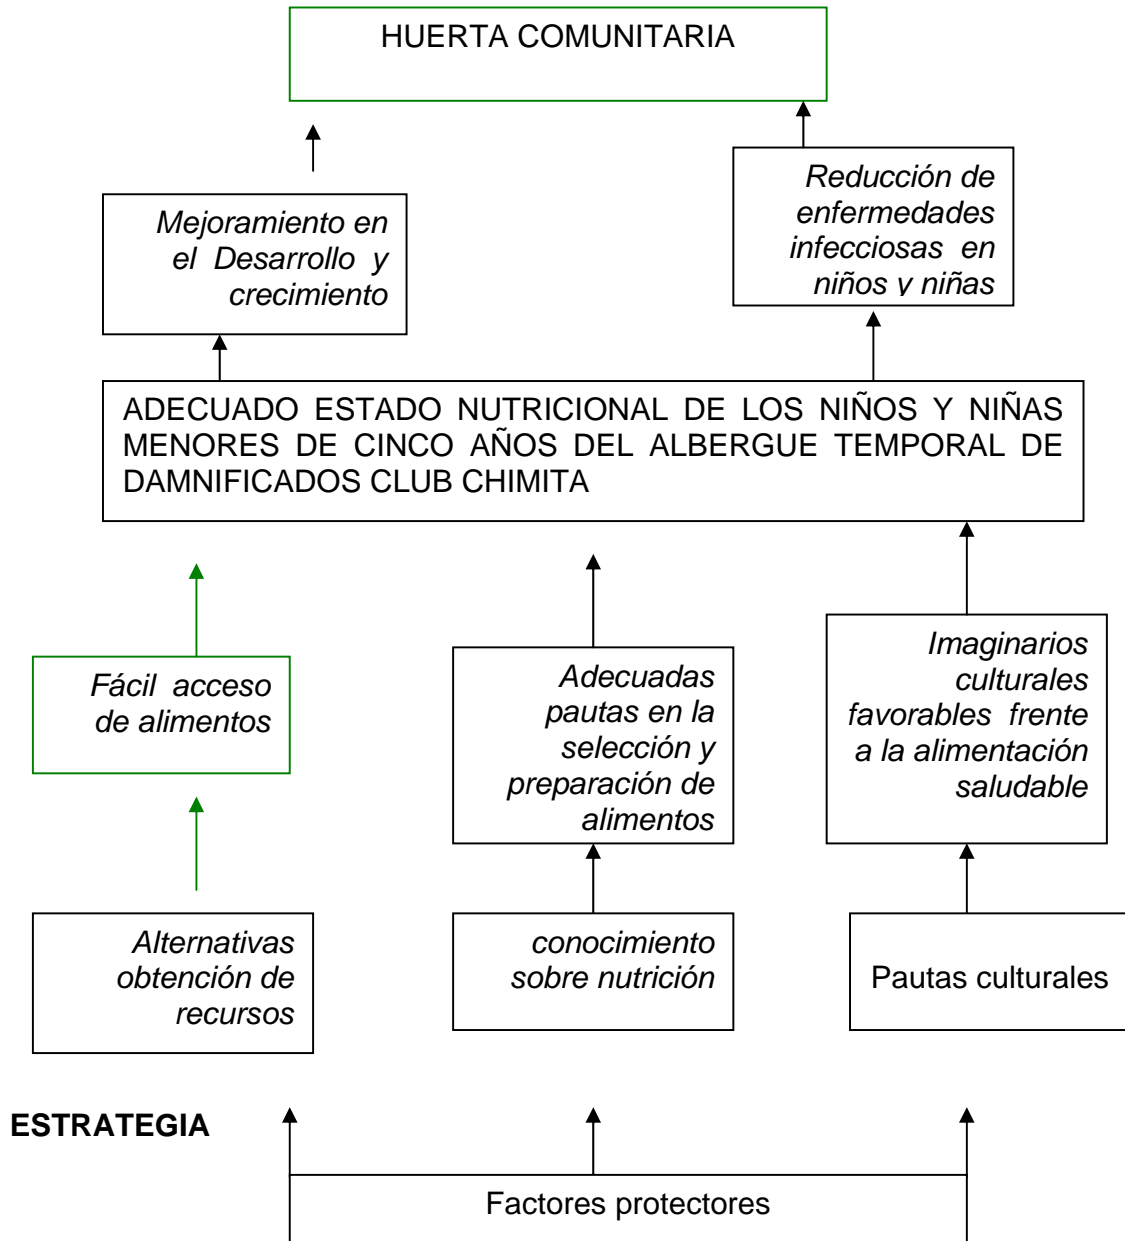 HUERTA COMUNITARIA
Mejoramiento en
el Desarrollo y
crecimiento
Reducción de
enfermedades
infecciosas en
niños y niñas
ADECUADO ESTADO NUTRICIONAL DE LOS NIÑOS Y NIÑAS
MENORES DE CINCO AÑOS DEL ALBERGUE TEMPORAL DE
DAMNIFICADOS CLUB CHIMITA
Fácil acceso
de alimentos
Adecuadas
pautas en la
selección y
preparación de
alimentos
Imaginarios
culturales
favorables frente
a la alimentación
saludable
Alternativas
obtención de
recursos
conocimiento
sobre nutrición
Pautas culturales
ESTRATEGIA
Factores protectores